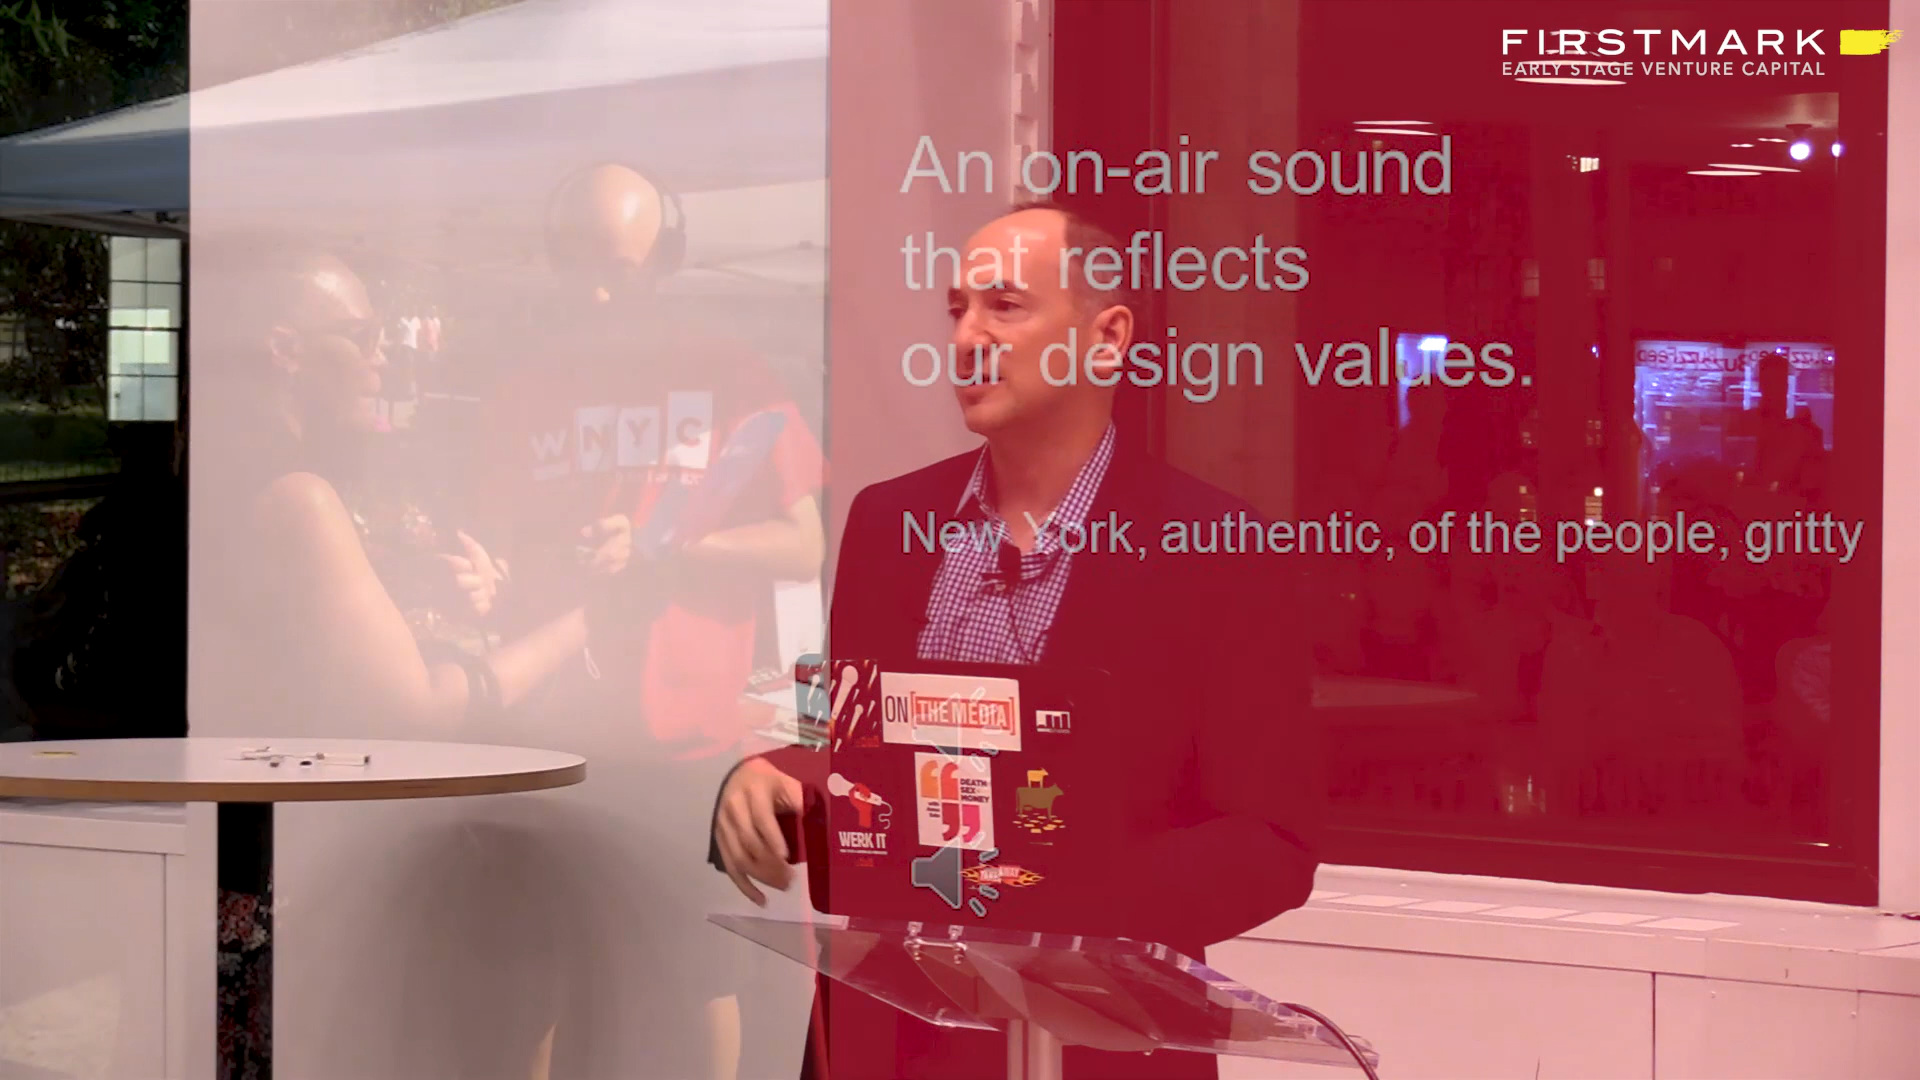 FIRSTMARK
EARLY STAGE VENTURE CAPITAL
An on-air sound
that reflects
our design values.
New York, authentic, of the people, gritty
WNYC
BuzzFeed
ON [THE MEDIA]
DEATH
SEX
MONEY
WERK IT